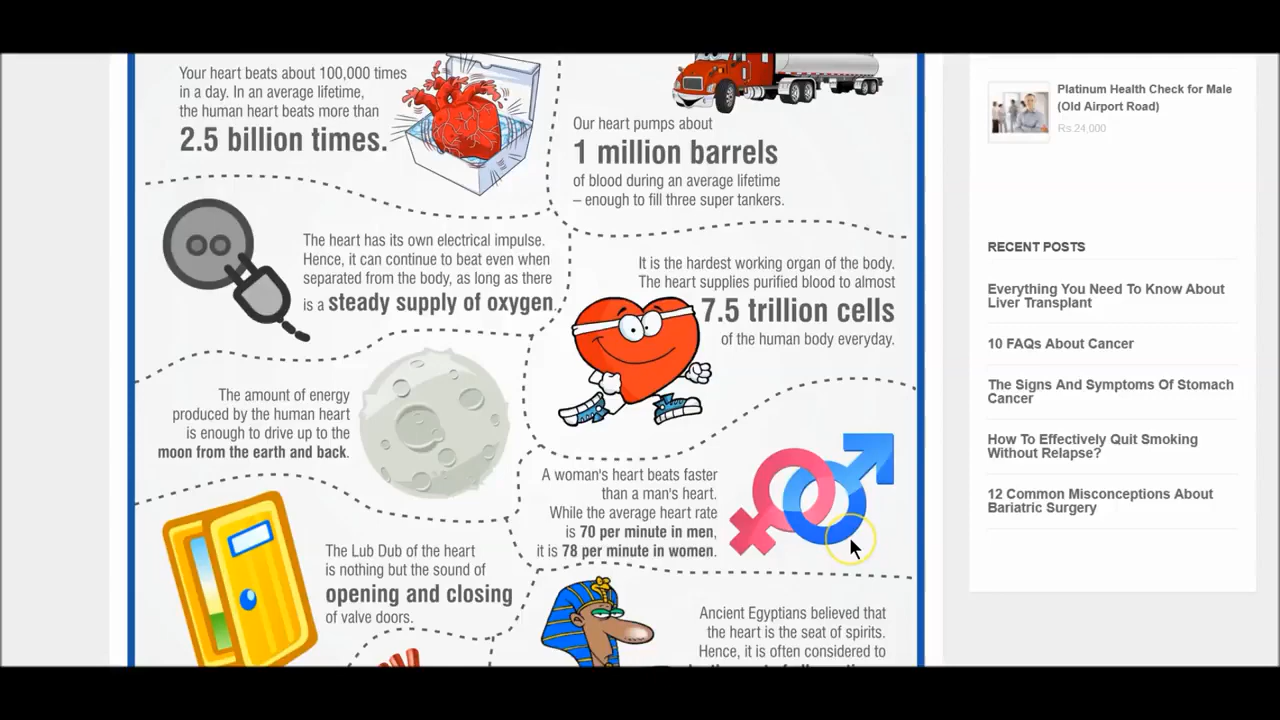 Your heart beats about 100,000 times
in a day. In an average lifetime,
the human heart beats more than
2.5 billion times.
Our heart pumps about
1 million barrels
of blood during an average lifetime
– enough to fill three super tankers.
The heart has its own electrical impulse.
Hence, it can continue to beat even when
separated from the body, as long as there
is a steady supply of oxygen.
It is the hardest working organ of the body.
The heart supplies purified blood to almost
7.5 trillion cells
of the human body everyday.
The amount of energy
produced by the human heart
is enough to drive up to the
moon from the earth and back.
A woman's heart beats faster
than a man's heart.
While the average heart rate
is 70 per minute in men,
it is 78 per minute in women.
The Lub Dub of the heart
is nothing but the sound of
opening and closing
of valve doors.
Ancient Egyptians believed that
the heart is the seat of spirits.
Hence, it is often considered to
Platinum Health Check for Male
(Old Airport Road)
Rs.24,000
RECENT POSTS
Everything You Need To Know About
Liver Transplant
10 FAQs About Cancer
The Signs And Symptoms Of Stomach
Cancer
How To Effectively Quit Smoking
Without Relapse?
12 Common Misconceptions About
Bariatric Surgery